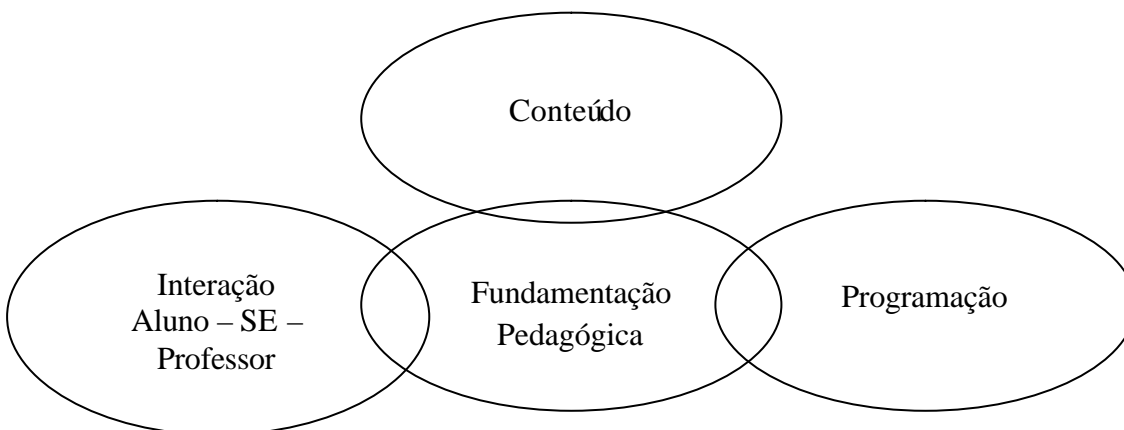 Conteúdo
Interação
Aluno – SE –
Professor
Fundamentação
Pedagógica
Programação